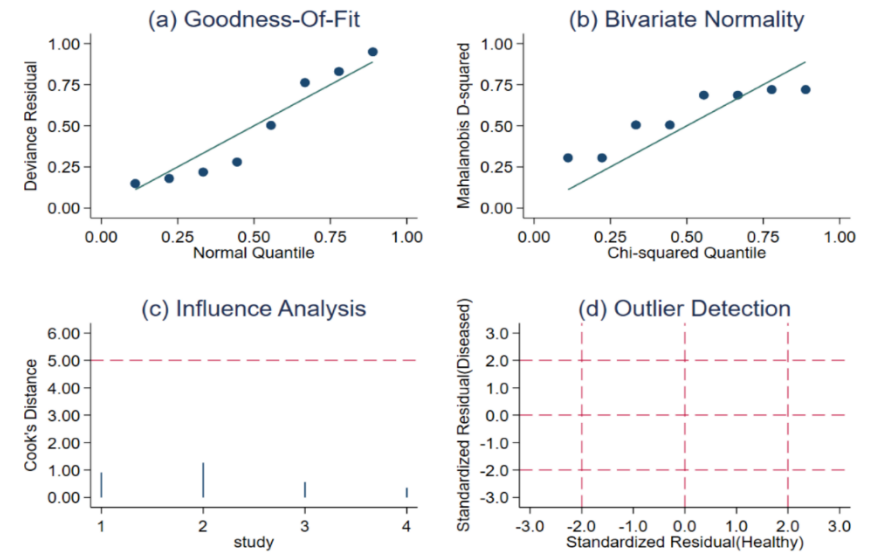 (a) Goodness-Of-Fit
Deviance Residual
1.00
0.75
0.50
0.25
0.00
0.00 0.25 0.50 0.75 1.00
Normal Quantile
(b) Bivariate Normality
Mahalanobis D-squared
1.00
0.75
0.50
0.25
0.00
0.00 0.25 0.50 0.75 1.00
Chi-squared Quantile
(c) Influence Analysis
Cook's Distance
6.00
5.00
4.00
3.00
2.00
1.00
0.00
1 2 3 4
study
(d) Outlier Detection
Standardized Residual(Diseased)
3.0
2.0
1.0
0.0
-1.0
-2.0
-3.0
-3.0 -2.0 -1.0 0.0 1.0 2.0 3.0
Standardized Residual(Healthy)